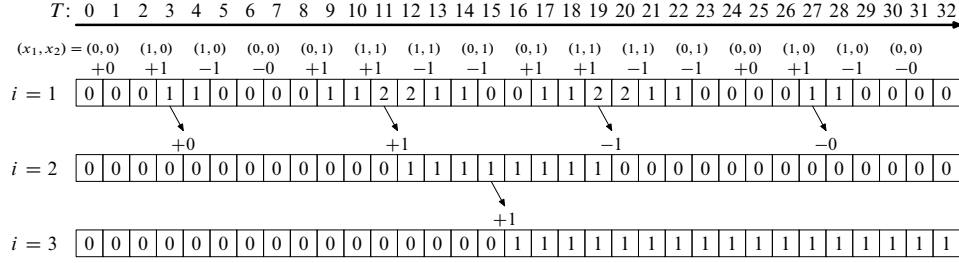 T: 0 1 2 3 4 5 6 7 8 9 10 11 12 13 14 15 16 17 18 19 20 21 22 23 24 25 26 27 28 29 30 31 32
(x₁, x₂) = (0, 0) (1, 0) (1, 0) (0, 0) (0, 1) (1, 1) (1, 1) (0, 1) (0, 1) (1, 1) (1, 1) (0, 1) (0, 0) (1, 0) (1, 0) (0, 0)
+0 +1 −1 −0 +1 +1 −1 −1 +1 +1 −1 −1 +0 +1 −1 −0
i = 1 0 0 0 1 1 0 0 0 0 1 1 2 2 1 1 0 0 1 1 2 2 1 1 0 0 0 0 1 1 0 0 0 0
+0 +1 −1 −0
i = 2 0 0 0 0 0 0 0 0 0 0 0 0 1 1 1 1 1 1 1 1 0 0 0 0 0 0 0 0 0 0 0 0 0
+1
i = 3 0 0 0 0 0 0 0 0 0 0 0 0 0 0 0 0 1 1 1 1 1 1 1 1 1 1 1 1 1 1 1 1 1